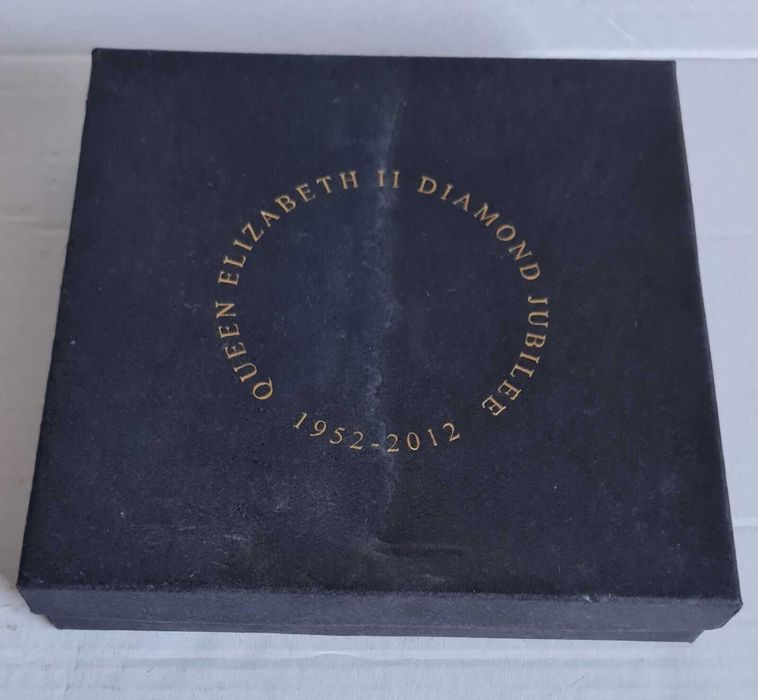 QUEEN ELIZABETH II DIAMOND JUBILEE
1952-2012